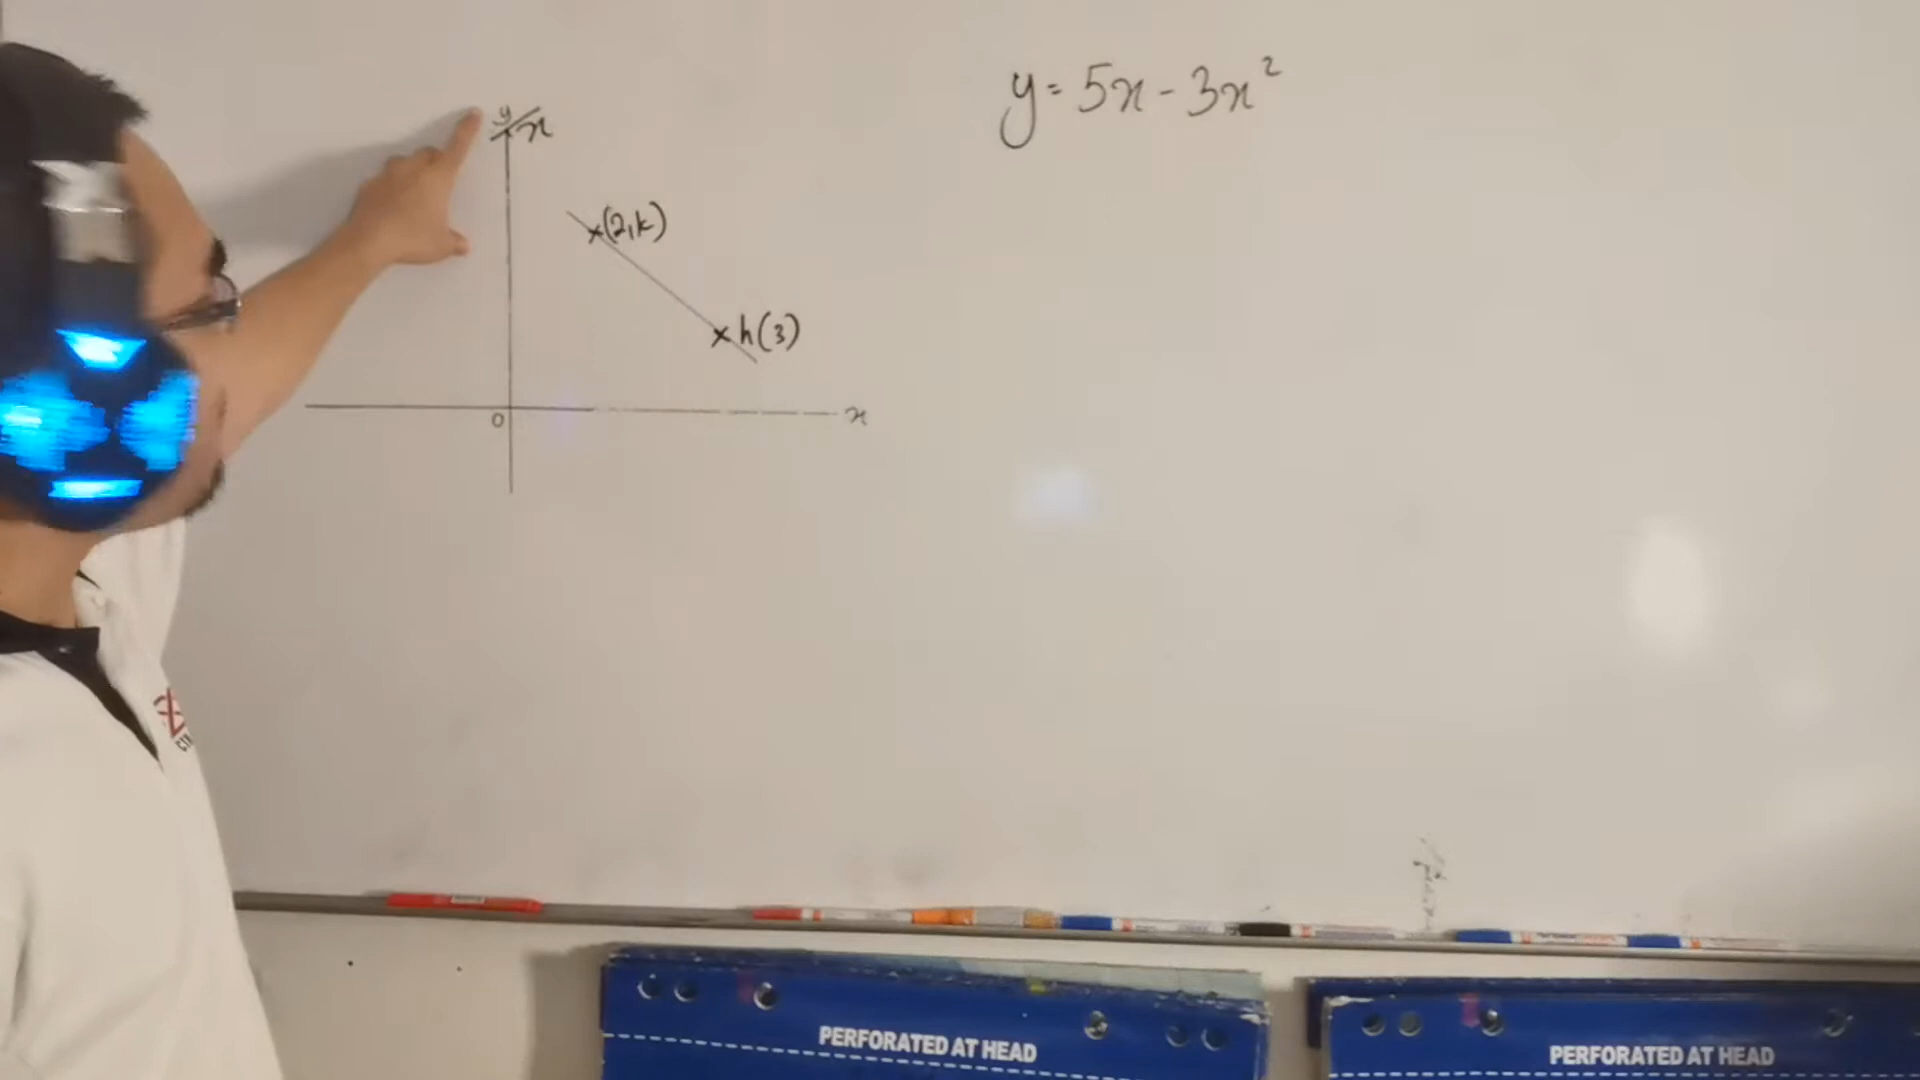 y = 5x - 3x²
y/x
(2,k)
h(3)
0
x
PERFORATED AT HEAD
PERFORATED AT HEAD